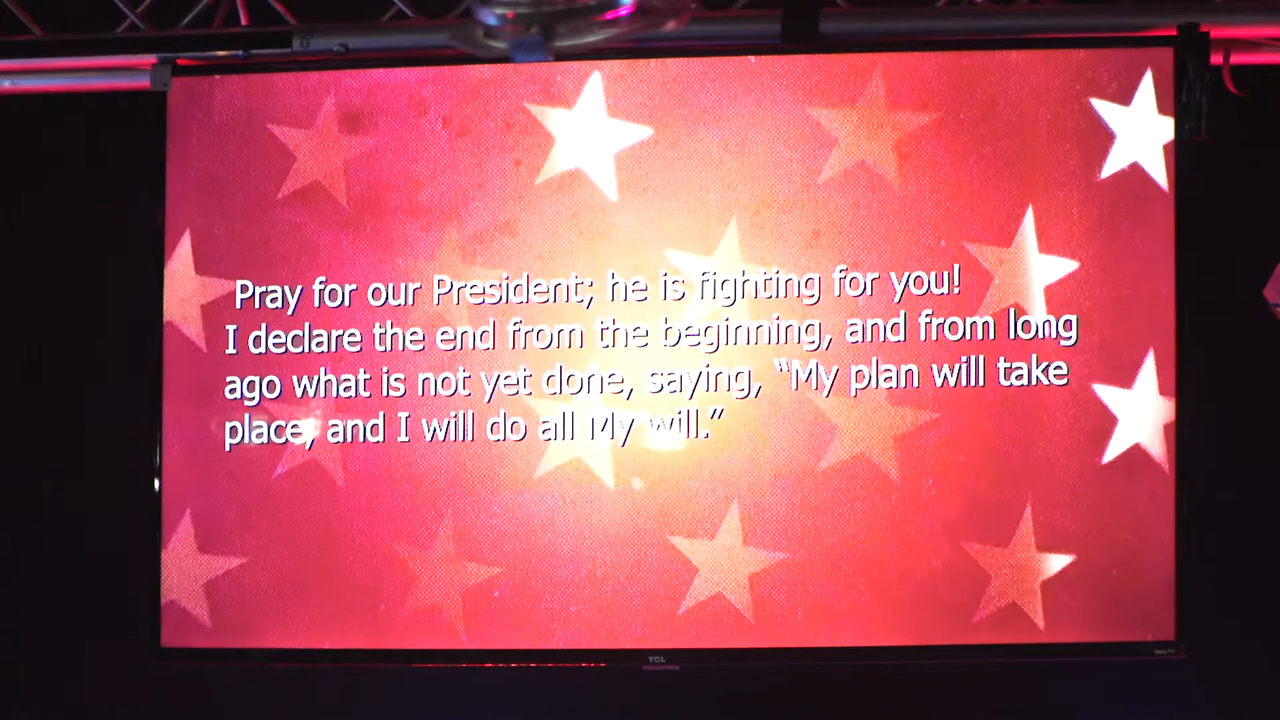 Pray for our President; he is fighting for you!
I declare the end from the beginning, and from long
ago what is not yet done, saying, “My plan will take
place, and I will do all My will.”
TCL